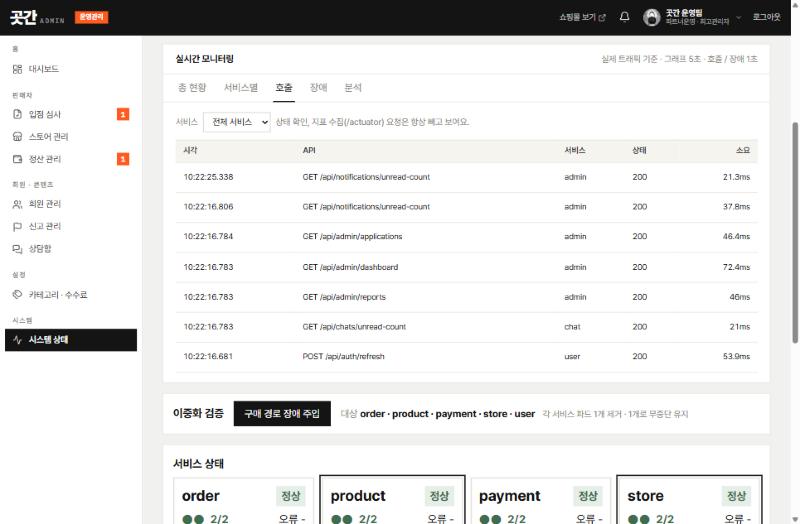 곳간 ADMIN 운영관리
쇼핑몰 보기
곳간 운영팀
파트너운영 · 최고관리자
로그아웃
홈
대시보드
판매자
입점 심사 1
스토어 관리
정산 관리 1
회원 · 콘텐츠
회원 관리
신고 관리
상담함
설정
카테고리 · 수수료
시스템
시스템 상태
실시간 모니터링
실제 트래픽 기준 · 그래프 5초 · 호출 / 장애 1초
총 현황 서비스별 호출 장애 분석
서비스 전체 서비스 상태 확인, 지표 수집(/actuator) 요청은 항상 빼고 보여요.
시각 API 서비스 상태 소요
10:22:25.338 GET /api/notifications/unread-count admin 200 21.3ms
10:22:16.806 GET /api/notifications/unread-count admin 200 37.8ms
10:22:16.784 GET /api/admin/applications admin 200 46.4ms
10:22:16.783 GET /api/admin/dashboard admin 200 72.4ms
10:22:16.783 GET /api/admin/reports admin 200 46ms
10:22:16.783 GET /api/chats/unread-count chat 200 21ms
10:22:16.681 POST /api/auth/refresh user 200 53.9ms
이중화 검증 구매 경로 장애 주입 대상 order · product · payment · store · user 각 서비스 파드 1개 제거 · 1개로 무중단 유지
서비스 상태
order 정상 product 정상 payment 정상 store 정상
2/2 오류 - 2/2 오류 - 2/2 오류 - 2/2 오류 -